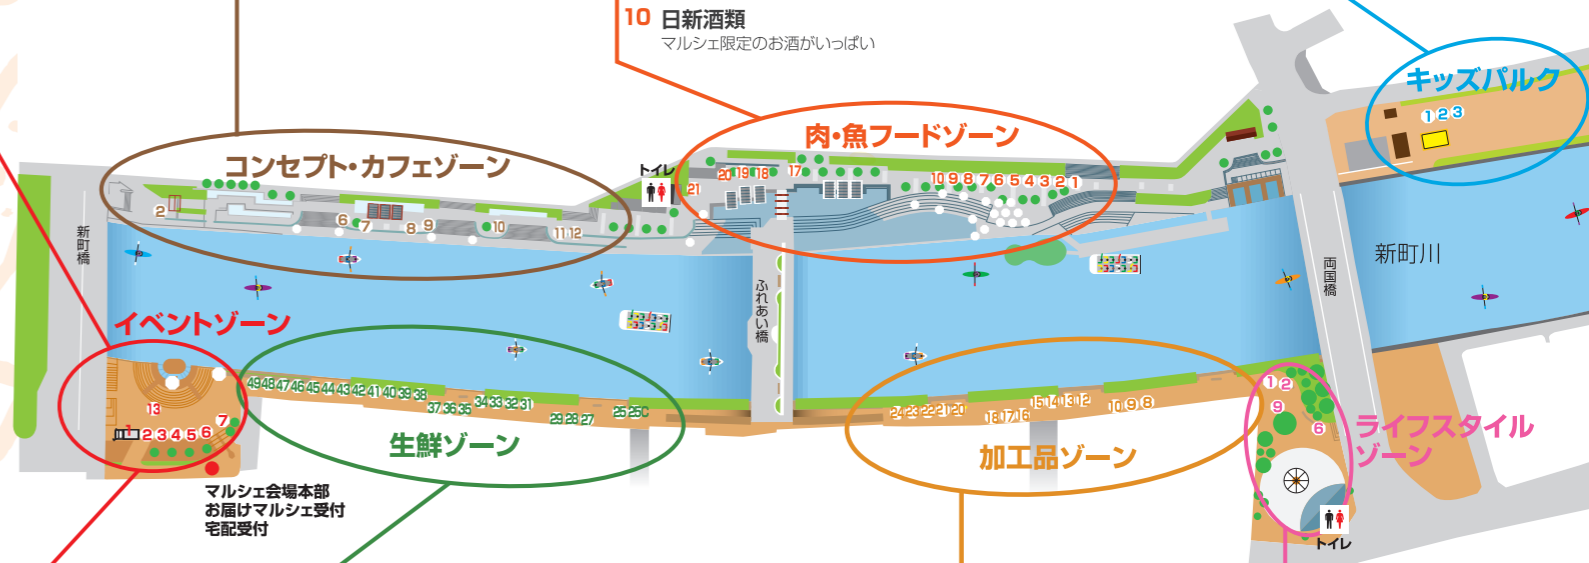 10 日新酒類
マルシェ限定のお酒がいっぱい
キッズパルク
1 2 3
肉・魚フードゾーン
コンセプト・カフェゾーン
トイレ
21
20 19 18 17
10 9 8 7 6 5 4 3 2 1
2
6 7 8 9 10 11 12
新町橋
ふれあい橋
両国橋
新町川
イベントゾーン
13
7
1 2 3 4 5 6
49 48 47 46 45 44 43 42 41 40 39 38
37 36 35 34 33 32 31
29 28 27
生鮮ゾーン
24 23 22 21 20
18 17 16
15 14 13 12
10 9 8
加工品ゾーン
1 2
9
6
ライフスタイル
ゾーン
マルシェ会場本部
お届けマルシェ受付
宅配受付
トイレ